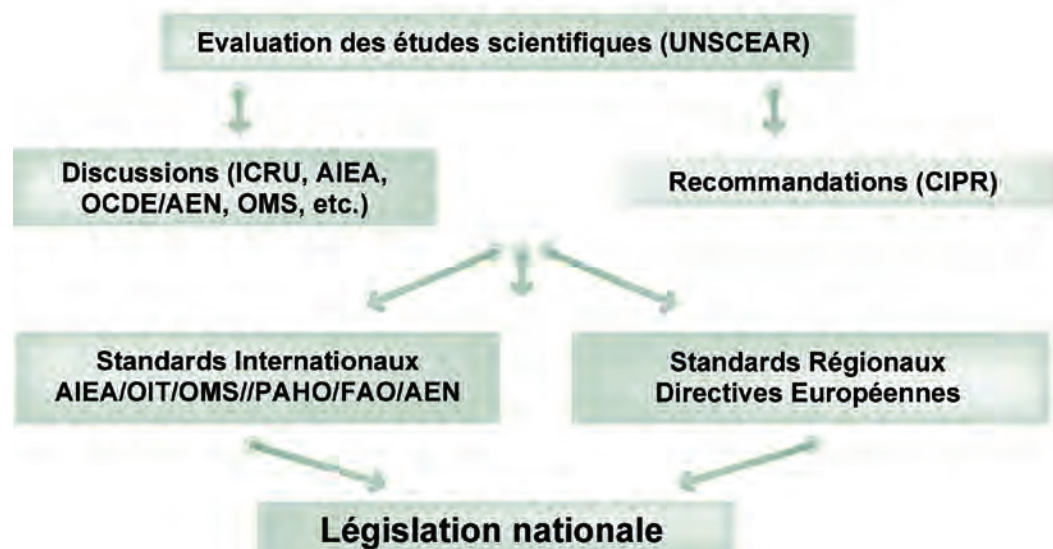 Evaluation des études scientifiques (UNSCEAR)
Discussions (ICRU, AIEA,
OCDE/AEN, OMS, etc.)
Recommandations (CIPR)
Standards Internationaux
AIEA/OIT/OMS//PAHO/FAO/AEN
Standards Régionaux
Directives Européennes
Législation nationale